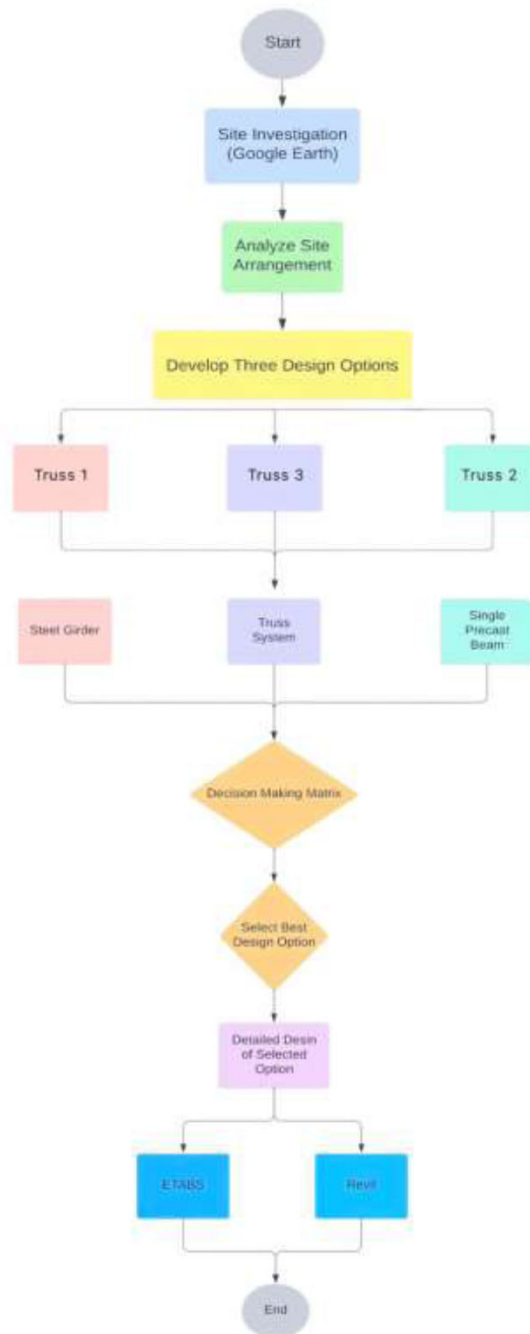 Start
Site Investigation
(Google Earth)
Analyze Site
Arrangement
Develop Three Design Options
Truss 1
Truss 3
Truss 2
Steel Girder
Truss
System
Single
Precast
Beam
Decision Making Matrix
Select Best
Design Option
Detailed Desin
of Selected
Option
ETABS
Revit
End